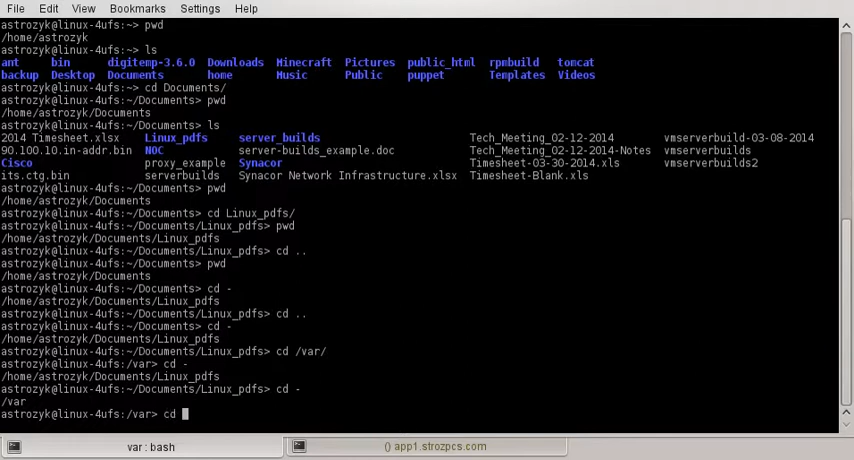 File Edit View Bookmarks Settings Help
astrozyk@linux-4ufs:~> pwd
/home/astrozyk
astrozyk@linux-4ufs:~> ls
ant bin digitemp-3.6.0 Downloads Minecraft Pictures public_html rpmbuild tomcat
backup Desktop Documents home Music Public puppet Templates Videos
astrozyk@linux-4ufs:~> cd Documents/
astrozyk@linux-4ufs:~/Documents> pwd
/home/astrozyk/Documents
astrozyk@linux-4ufs:~/Documents> ls
2014 Timesheet.xlsx Linux_pdfs server_builds Tech_Meeting_02-12-2014 vmserverbuild-03-08-2014
90.100.10.in-addr.bin NOC server-builds_example.doc Tech_Meeting_02-12-2014-Notes vmserverbuilds
Cisco proxy_example Synacor Timesheet-03-30-2014.xls vmserverbuilds2
its.ctg.bin serverbuilds Synacor Network Infrastructure.xlsx Timesheet-Blank.xls
astrozyk@linux-4ufs:~/Documents> pwd
/home/astrozyk/Documents
astrozyk@linux-4ufs:~/Documents> cd Linux_pdfs/
astrozyk@linux-4ufs:~/Documents/Linux_pdfs> pwd
/home/astrozyk/Documents/Linux_pdfs
astrozyk@linux-4ufs:~/Documents/Linux_pdfs> cd ..
astrozyk@linux-4ufs:~/Documents> pwd
/home/astrozyk/Documents
astrozyk@linux-4ufs:~/Documents> cd -
/home/astrozyk/Documents/Linux_pdfs
astrozyk@linux-4ufs:~/Documents/Linux_pdfs> cd ..
astrozyk@linux-4ufs:~/Documents> cd -
/home/astrozyk/Documents/Linux_pdfs
astrozyk@linux-4ufs:~/Documents/Linux_pdfs> cd /var/
astrozyk@linux-4ufs:/var> cd -
/home/astrozyk/Documents/Linux_pdfs
astrozyk@linux-4ufs:~/Documents/Linux_pdfs> cd -
/var
astrozyk@linux-4ufs:/var> cd
var : bash
() app1.strozpcs.com